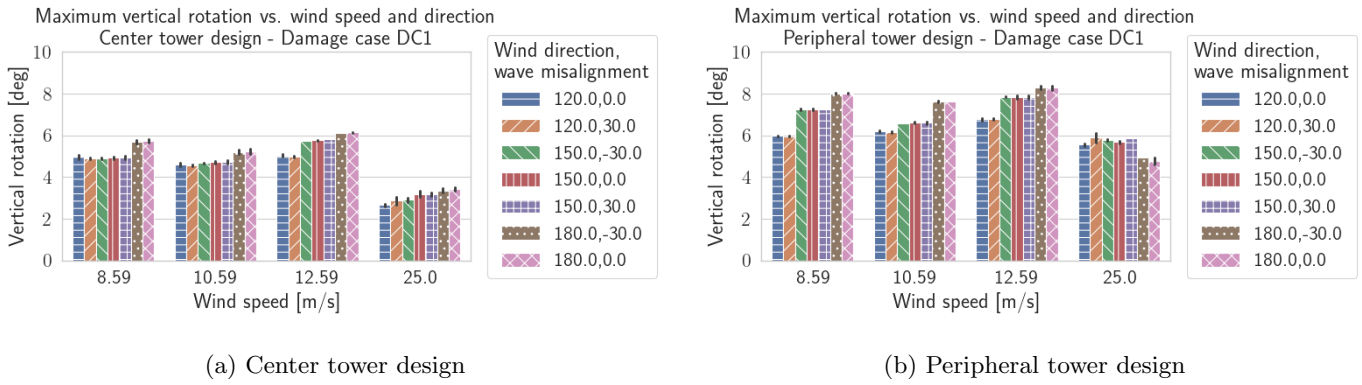 Maximum vertical rotation vs. wind speed and direction
Center tower design - Damage case DC1
Vertical rotation [deg]
10
8
6
4
2
0
8.59 10.59 12.59 25.0
Wind speed [m/s]
Wind direction,
wave misalignment
120.0,0.0
120.0,30.0
150.0,-30.0
150.0,0.0
150.0,30.0
180.0,-30.0
180.0,0.0
(a) Center tower design
Maximum vertical rotation vs. wind speed and direction
Peripheral tower design - Damage case DC1
Vertical rotation [deg]
10
8
6
4
2
0
8.59 10.59 12.59 25.0
Wind speed [m/s]
Wind direction,
wave misalignment
120.0,0.0
120.0,30.0
150.0,-30.0
150.0,0.0
150.0,30.0
180.0,-30.0
180.0,0.0
(b) Peripheral tower design